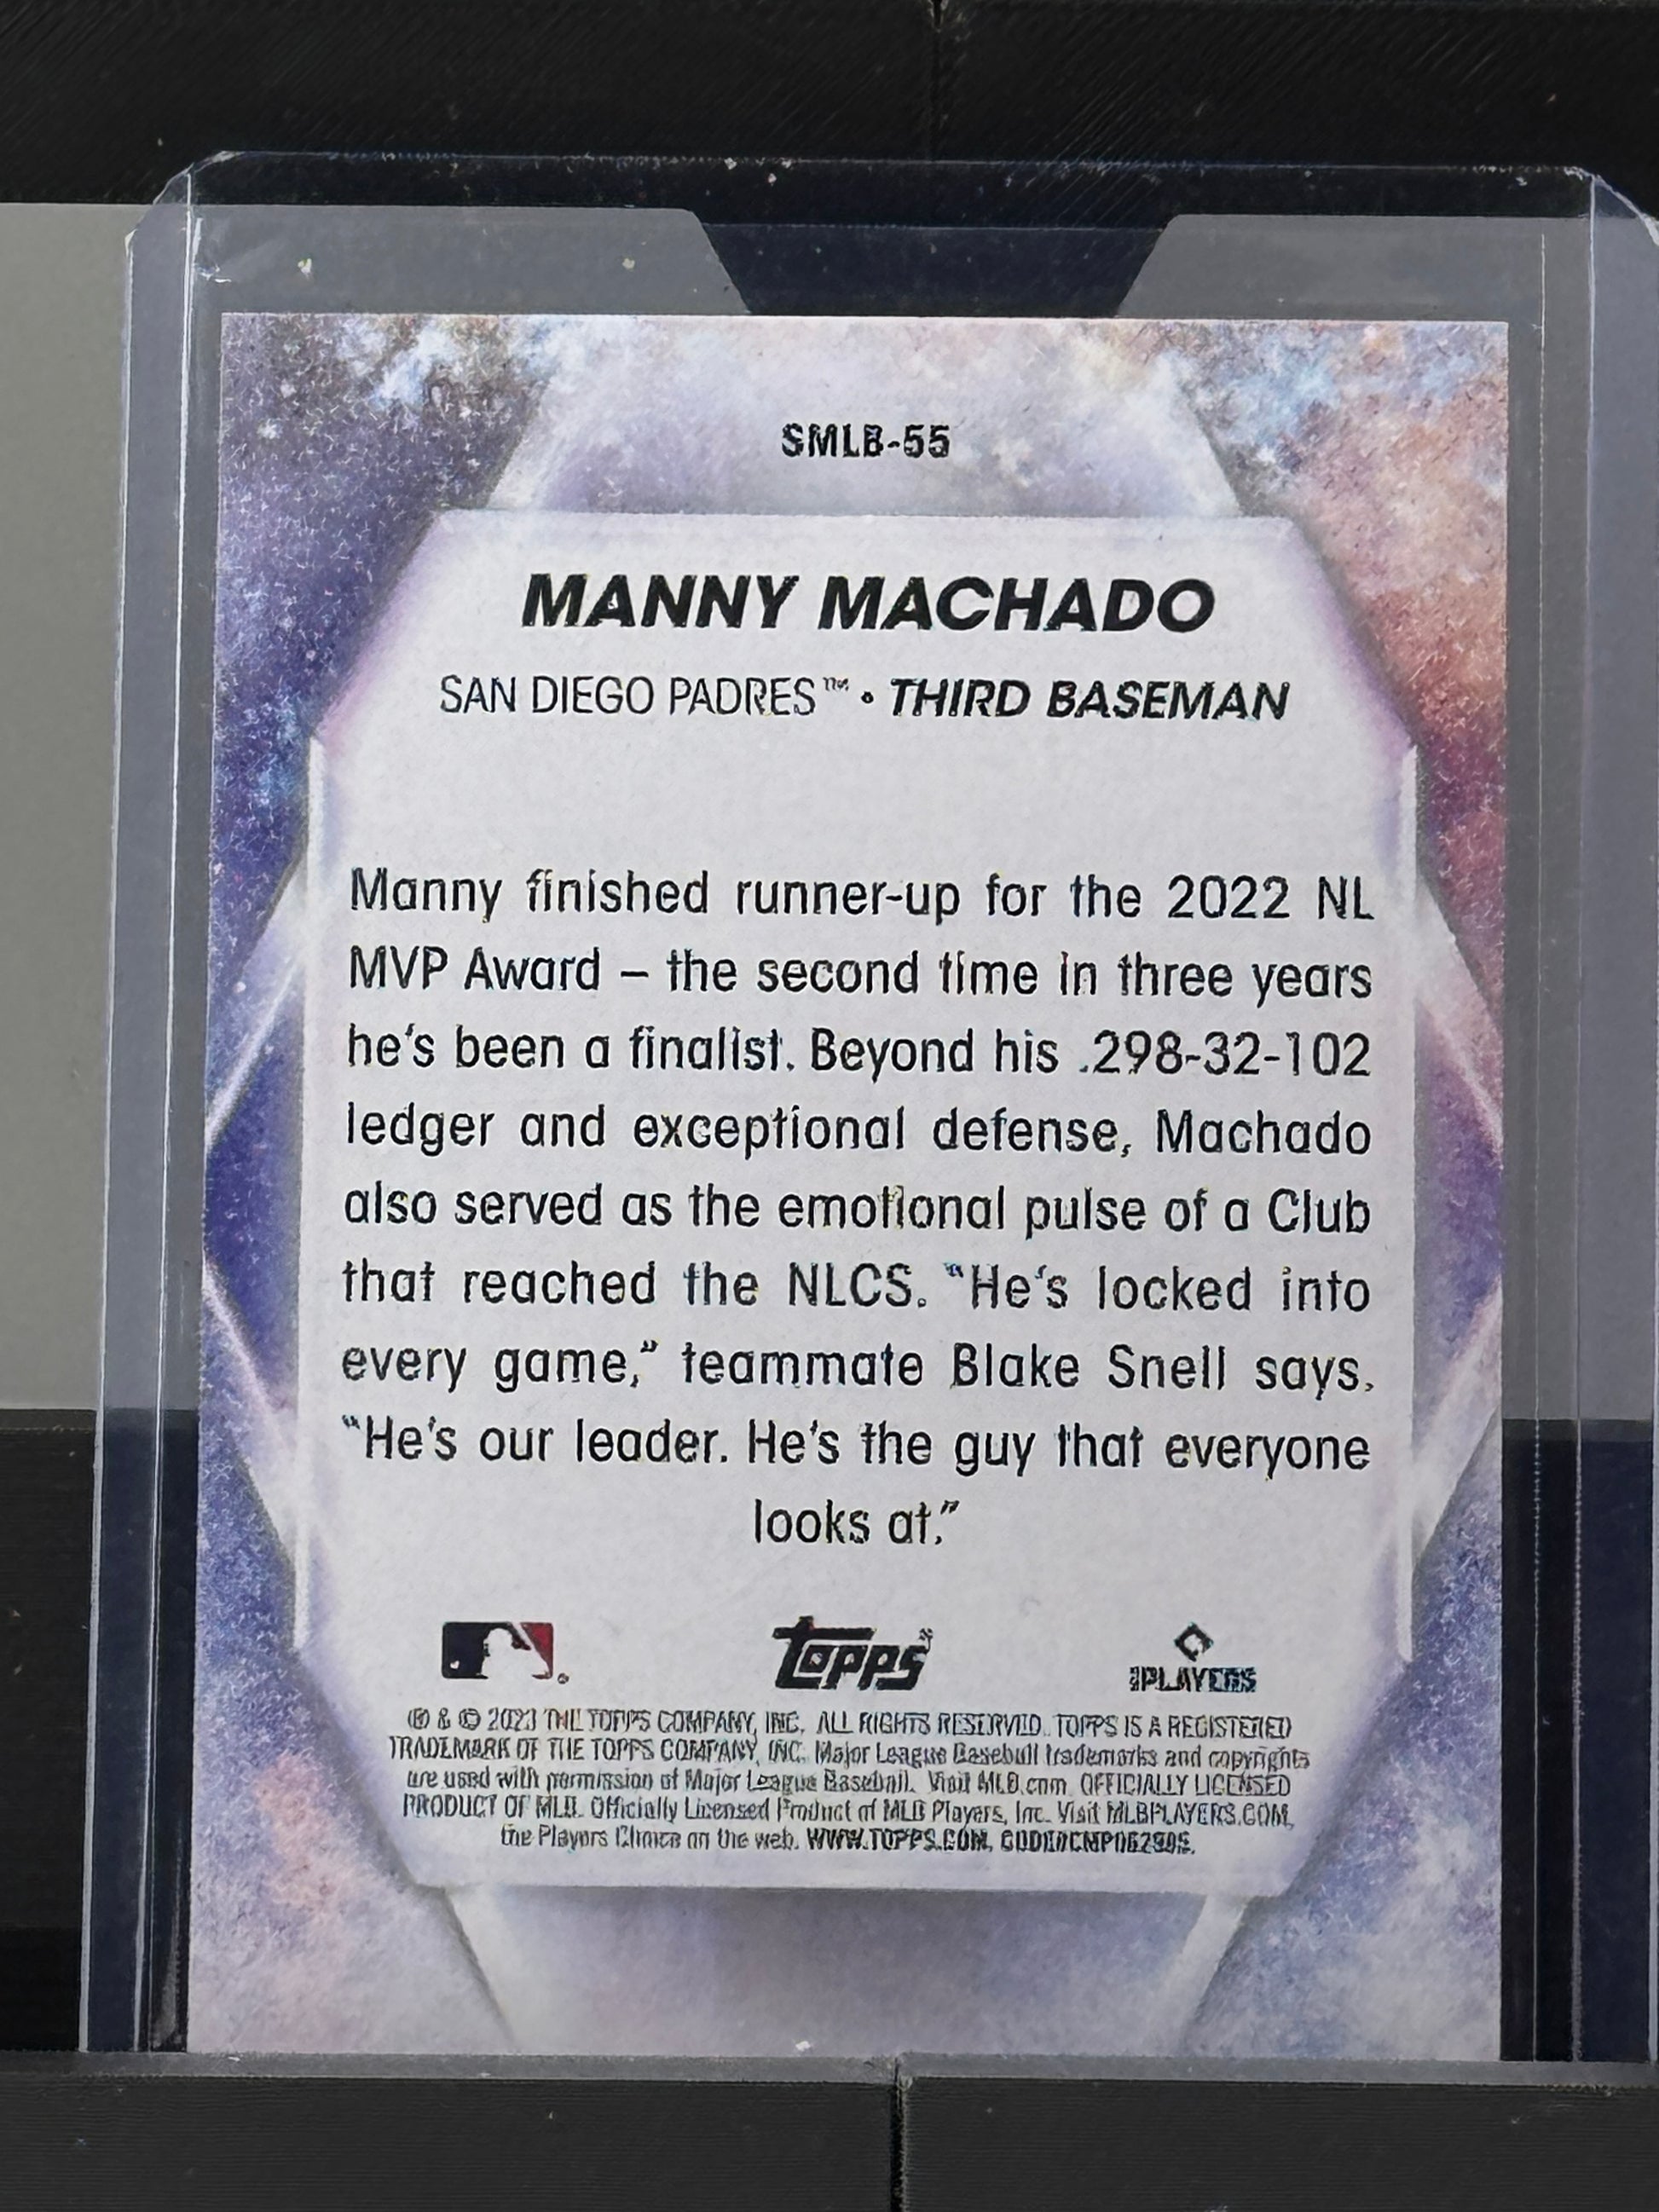 SMLB-55
MANNY MACHADO
SAN DIEGO PADRES™ • THIRD BASEMAN
Manny finished runner-up for the 2022 NL
MVP Award – the second time in three years
he's been a finalist. Beyond his .298-32-102
ledger and exceptional defense, Machado
also served as the emotional pulse of a Club
that reached the NLCS. "He's locked into
every game," teammate Blake Snell says.
"He's our leader. He's the guy that everyone
looks at."
topps
PLAYERS
® & © 2023 THE TOPPS COMPANY, INC. ALL RIGHTS RESERVED. TOPPS IS A REGISTERED
TRADEMARK OF THE TOPPS COMPANY, INC. Major League Baseball trademarks and copyrights
are used with permission of Major League Baseball. Visit MLB.com. OFFICIALLY LICENSED
PRODUCT OF MLB. Officially Licensed Product of MLB Players, Inc. Visit MLBPLAYERS.COM,
the Players Choice on the web. WWW.TOPPS.COM.